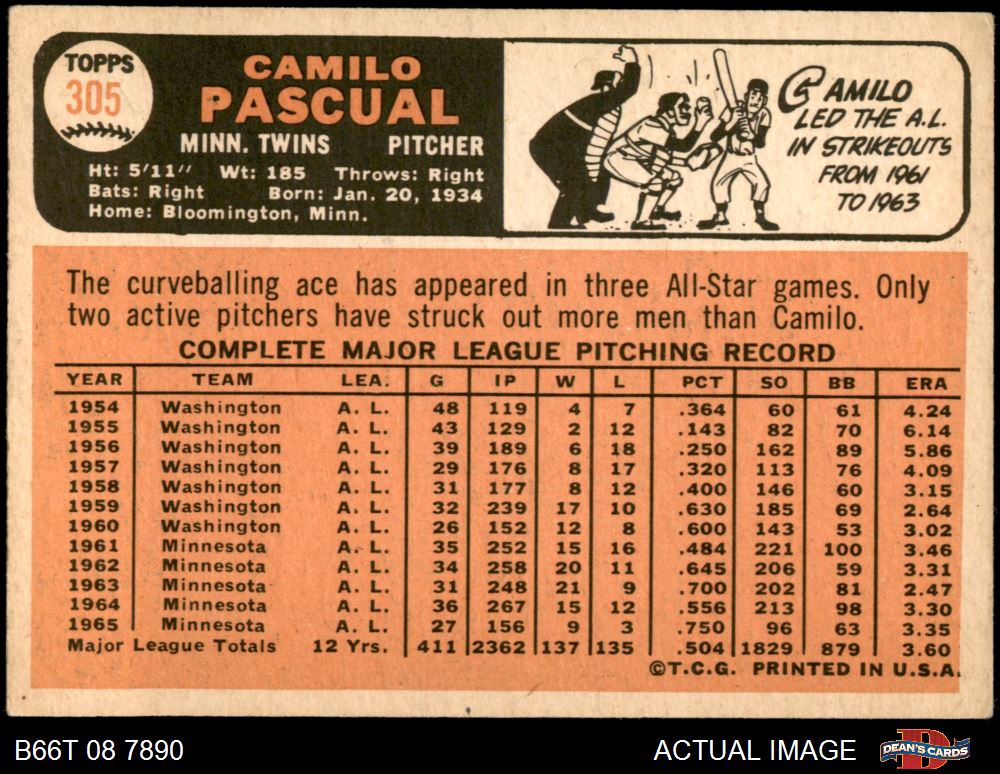 TOPPS
305
CAMILO
PASCUAL
MINN. TWINS PITCHER
Ht: 5'11" Wt: 185 Throws: Right
Bats: Right Born: Jan. 20, 1934
Home: Bloomington, Minn.
CAMILO
LED THE A.L.
IN STRIKEOUTS
FROM 1961
TO 1963
The curveballing ace has appeared in three All-Star games. Only
two active pitchers have struck out more men than Camilo.
COMPLETE MAJOR LEAGUE PITCHING RECORD
YEAR TEAM LEA. G IP W L PCT SO BB ERA
1954 Washington A. L. 48 119 4 7 .364 60 61 4.24
1955 Washington A. L. 43 129 2 12 .143 82 70 6.14
1956 Washington A. L. 39 189 6 18 .250 162 89 5.86
1957 Washington A. L. 29 176 8 17 .320 113 76 4.09
1958 Washington A. L. 31 177 8 12 .400 146 60 3.15
1959 Washington A. L. 32 239 17 10 .630 185 69 2.64
1960 Washington A. L. 26 152 12 8 .600 143 53 3.02
1961 Minnesota A. L. 35 252 15 16 .484 221 100 3.46
1962 Minnesota A. L. 34 258 20 11 .645 206 59 3.31
1963 Minnesota A. L. 31 248 21 9 .700 202 81 2.47
1964 Minnesota A. L. 36 267 15 12 .556 213 98 3.30
1965 Minnesota A. L. 27 156 9 3 .750 96 63 3.35
Major League Totals 12 Yrs. 411 2362 137 135 .504 1829 879 3.60
©T.C.G. PRINTED IN U.S.A.
B66T 08 7890 ACTUAL IMAGE DEAN'S CARDS